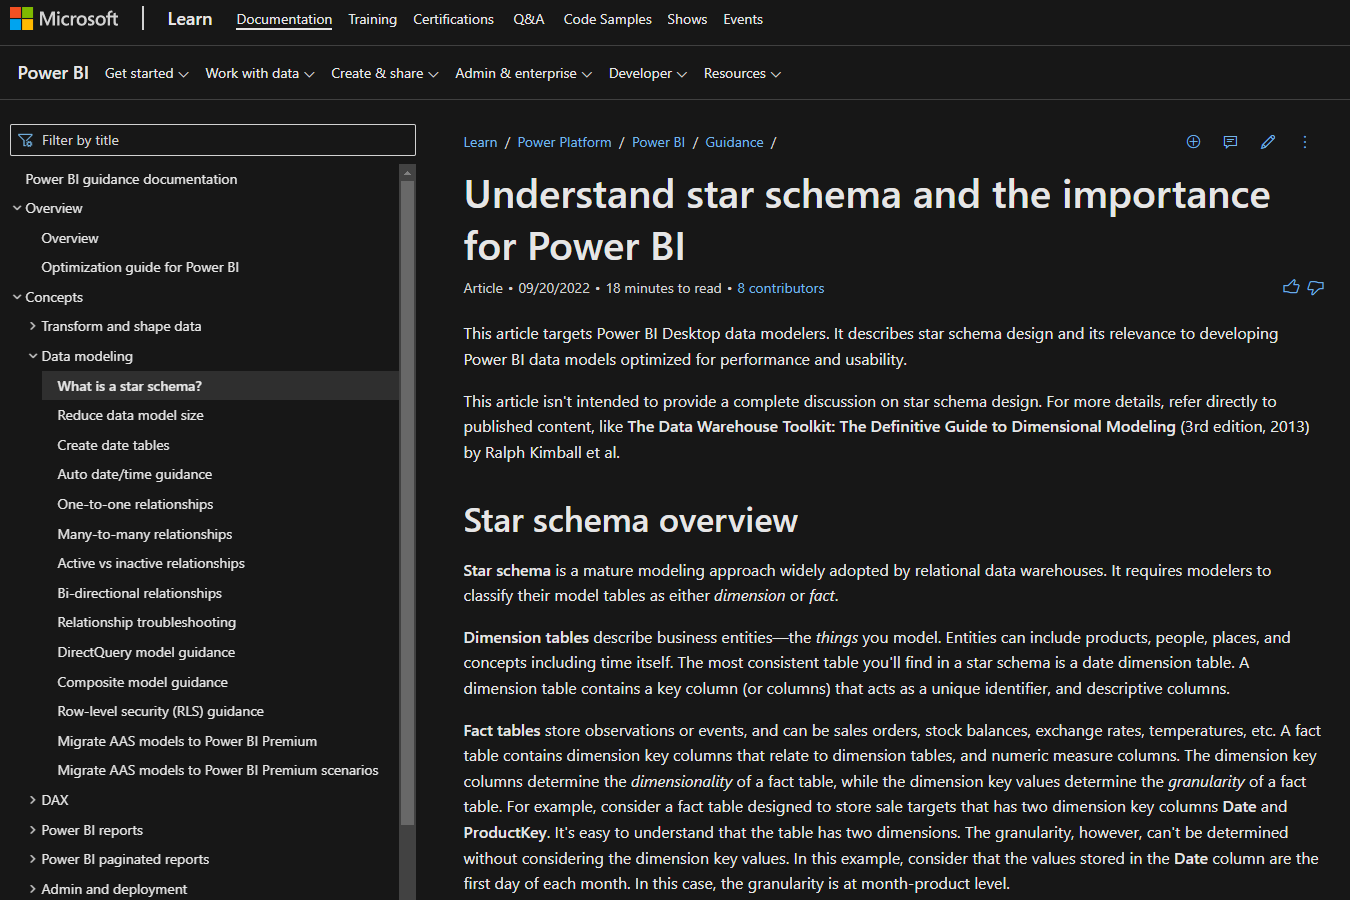 Microsoft
Learn Documentation Training Certifications Q&A Code Samples Shows Events
Power BI Get started Work with data Create & share Admin & enterprise Developer Resources
Filter by title
Power BI guidance documentation
Overview
Overview
Optimization guide for Power BI
Concepts
Transform and shape data
Data modeling
What is a star schema?
Reduce data model size
Create date tables
Auto date/time guidance
One-to-one relationships
Many-to-many relationships
Active vs inactive relationships
Bi-directional relationships
Relationship troubleshooting
DirectQuery model guidance
Composite model guidance
Row-level security (RLS) guidance
Migrate AAS models to Power BI Premium
Migrate AAS models to Power BI Premium scenarios
DAX
Power BI reports
Power BI paginated reports
Admin and deployment
Learn / Power Platform / Power BI / Guidance /
Understand star schema and the importance
for Power BI
Article • 09/20/2022 • 18 minutes to read • 8 contributors
This article targets Power BI Desktop data modelers. It describes star schema design and its relevance to developing
Power BI data models optimized for performance and usability.
This article isn't intended to provide a complete discussion on star schema design. For more details, refer directly to
published content, like The Data Warehouse Toolkit: The Definitive Guide to Dimensional Modeling (3rd edition, 2013)
by Ralph Kimball et al.
Star schema overview
Star schema is a mature modeling approach widely adopted by relational data warehouses. It requires modelers to
classify their model tables as either dimension or fact.
Dimension tables describe business entities—the things you model. Entities can include products, people, places, and
concepts including time itself. The most consistent table you'll find in a star schema is a date dimension table. A
dimension table contains a key column (or columns) that acts as a unique identifier, and descriptive columns.
Fact tables store observations or events, and can be sales orders, stock balances, exchange rates, temperatures, etc. A fact
table contains dimension key columns that relate to dimension tables, and numeric measure columns. The dimension key
columns determine the dimensionality of a fact table, while the dimension key values determine the granularity of a fact
table. For example, consider a fact table designed to store sale targets that has two dimension key columns Date and
ProductKey. It's easy to understand that the table has two dimensions. The granularity, however, can't be determined
without considering the dimension key values. In this example, consider that the values stored in the Date column are the
first day of each month. In this case, the granularity is at month-product level.